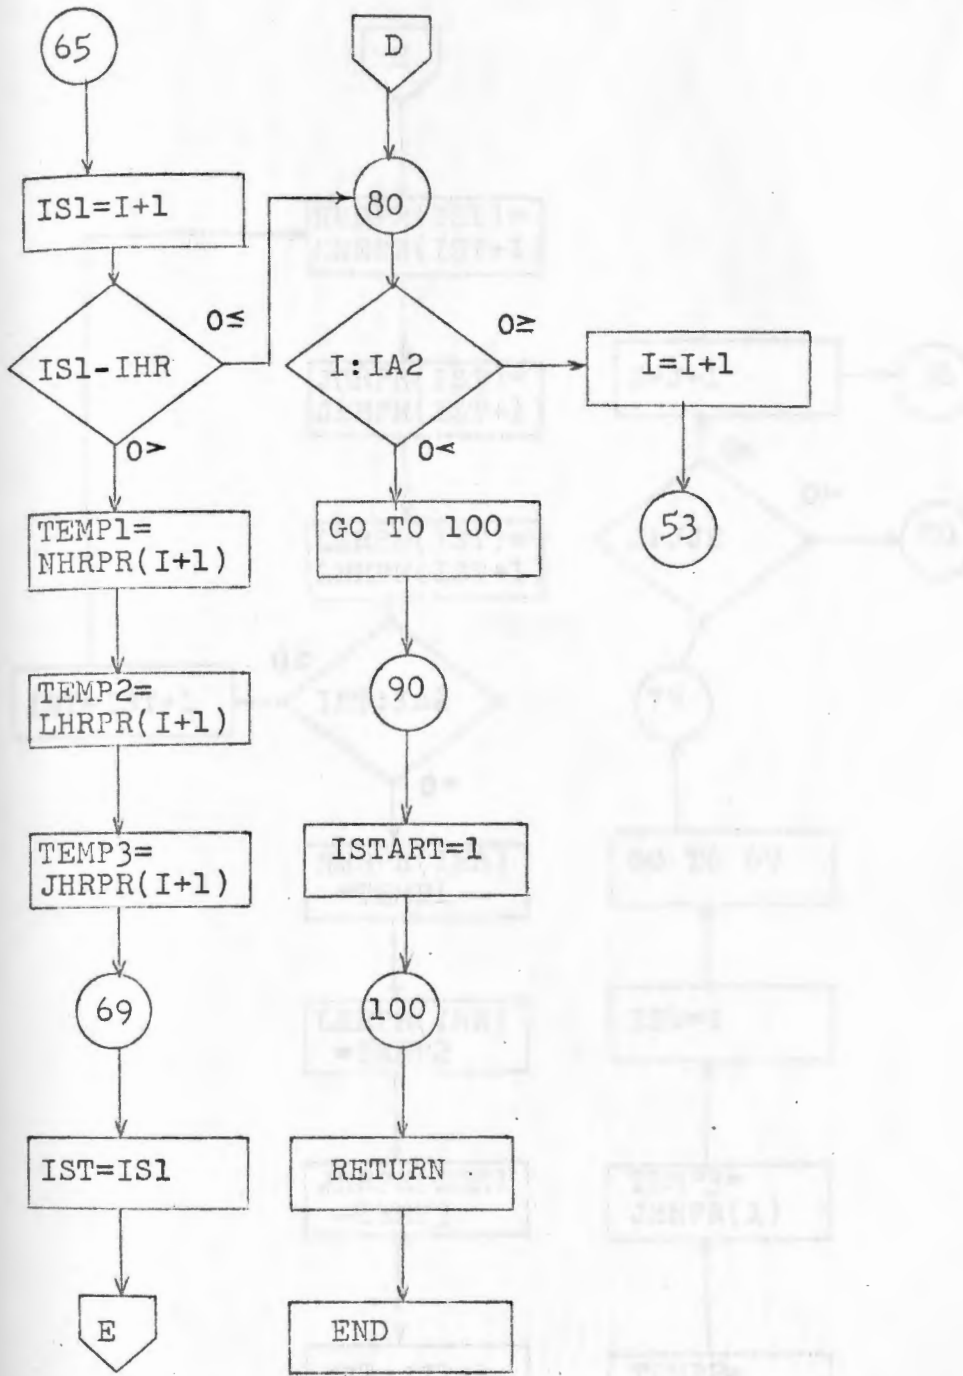 65
IS1=I+1
IS1-IHR
0≤
0>
TEMP1=
NHRPR(I+1)
TEMP2=
LHRPR(I+1)
TEMP3=
JHRPR(I+1)
69
IST=IS1
E
D
80
I:IA2
0≥
0<
GO TO 100
90
ISTART=1
100
RETURN
END
I=I+1
53